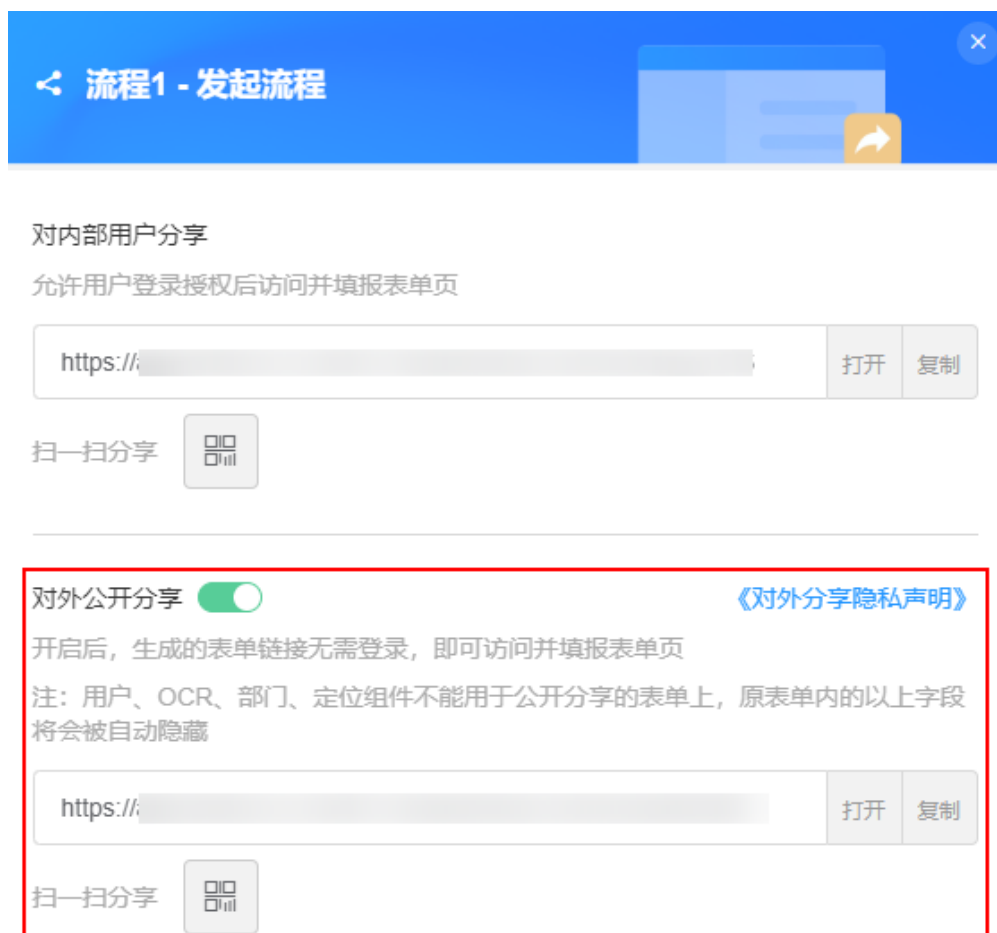 流程1 - 发起流程
对内部用户分享
允许用户登录授权后访问并填报表单页
https://
打开
复制
扫一扫分享
对外公开分享
《对外分享隐私声明》
开启后，生成的表单链接无需登录，即可访问并填报表单页
注：用户、OCR、部门、定位组件不能用于公开分享的表单上，原表单内的以上字段
将会被自动隐藏
https://
打开
复制
扫一扫分享